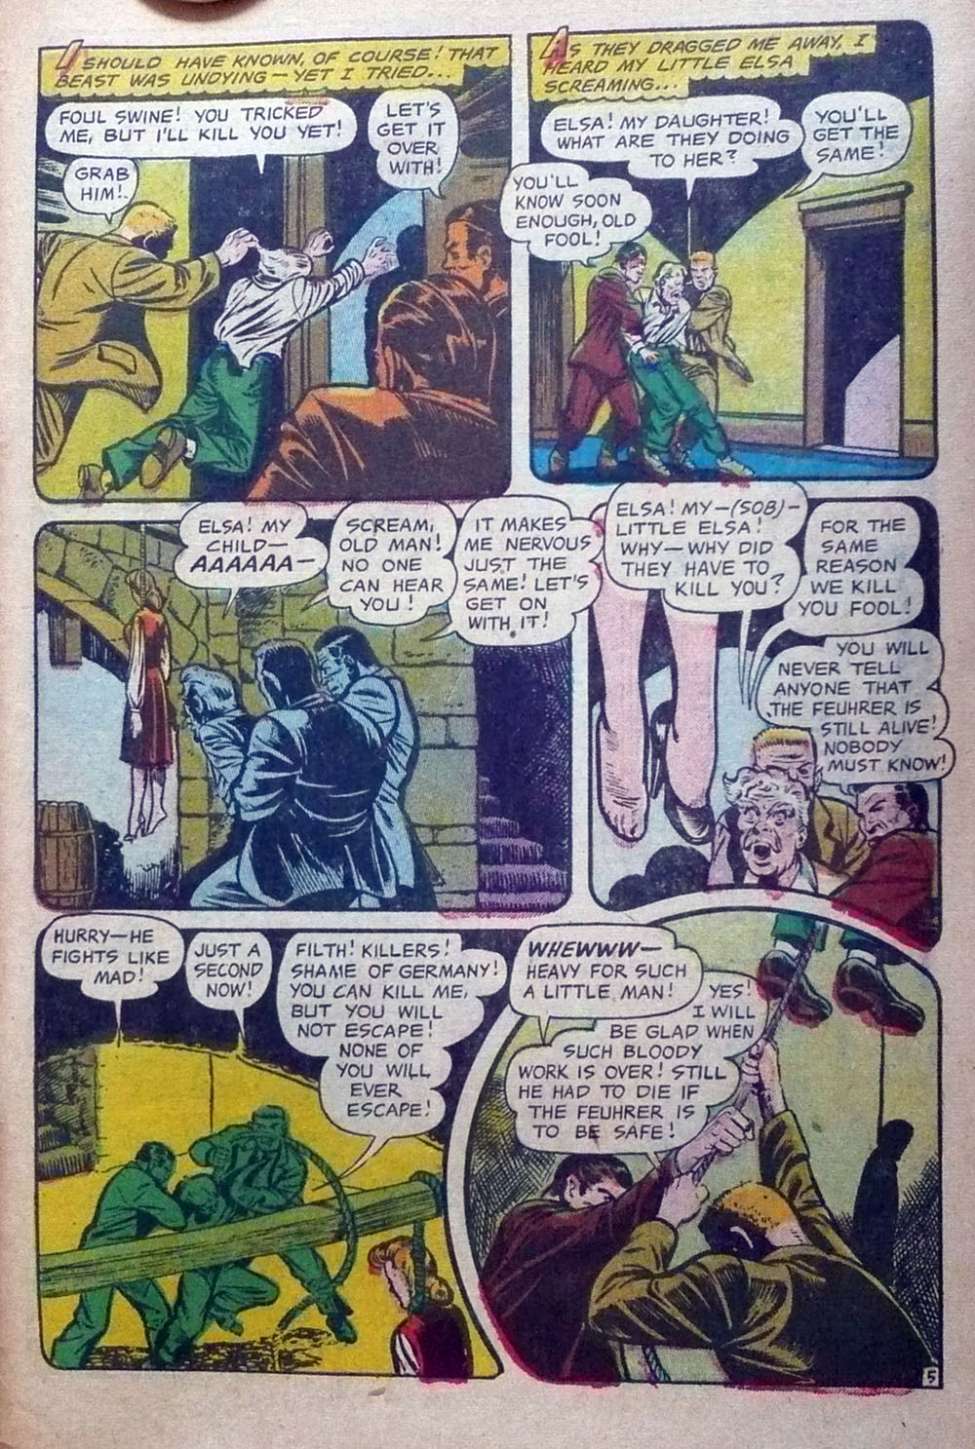 I SHOULD HAVE KNOWN, OF COURSE! THAT
BEAST WAS UNDYING—YET I TRIED...
FOUL SWINE! YOU TRICKED
ME, BUT I'LL KILL YOU YET!
LET'S
GET IT
OVER
WITH!
GRAB
HIM!
AS THEY DRAGGED ME AWAY, I
HEARD MY LITTLE ELSA
SCREAMING...
ELSA! MY DAUGHTER!
WHAT ARE THEY DOING
TO HER?
YOU'LL
GET THE
SAME!
YOU'LL
KNOW SOON
ENOUGH, OLD
FOOL!
ELSA! MY
CHILD—
AAAAAA—
SCREAM,
OLD MAN!
NO ONE
CAN HEAR
YOU!
IT MAKES
ME NERVOUS
JUST THE
SAME! LET'S
GET ON
WITH IT!
ELSA! MY—(SOB)—
LITTLE ELSA!
WHY—WHY DID
THEY HAVE TO
KILL YOU?
FOR THE
SAME
REASON
WE KILL
YOU FOOL!
YOU WILL
NEVER TELL
ANYONE THAT
THE FEUHRER IS
STILL ALIVE!
NOBODY
MUST KNOW!
HURRY—HE
FIGHTS LIKE
MAD!
JUST A
SECOND
NOW!
FILTH! KILLERS!
SHAME OF GERMANY!
YOU CAN KILL ME,
BUT YOU WILL
NOT ESCAPE!
NONE OF
YOU WILL
EVER
ESCAPE!
WHEWWW—
HEAVY FOR SUCH
A LITTLE MAN!
YES!
I WILL
BE GLAD WHEN
SUCH BLOODY
WORK IS OVER! STILL
HE HAD TO DIE IF
THE FEUHRER IS
TO BE SAFE!
5